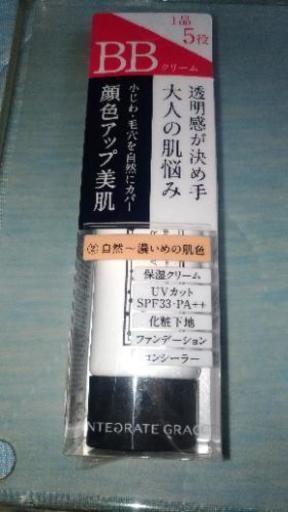 1品
5役
BB
クリーム
透明感が決め手
大人の肌悩み
小じわ・毛穴を自然にカバー
顔色アップ美肌
自然～濃いめの肌色
保湿クリーム
UVカット
SPF33·PA++
化粧下地
ファンデーション
コンシーラー
NTEGRATE GRAC